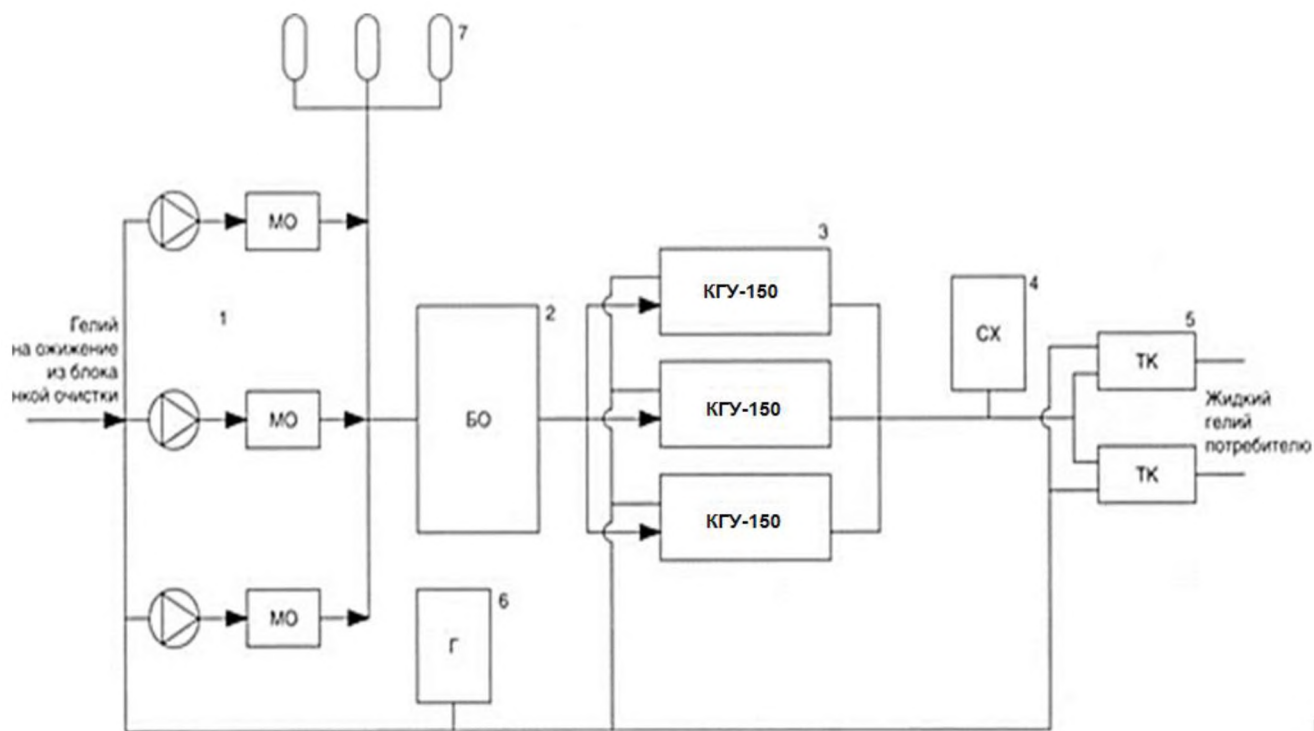 7
МО
3
КГУ-150
4
СХ
1
2
5
ТК
Гелий
на ожижение
из блока
нкой очистки
МО
БО
КГУ-150
Жидкий
гелий
потребителю
ТК
КГУ-150
6
МО
Г